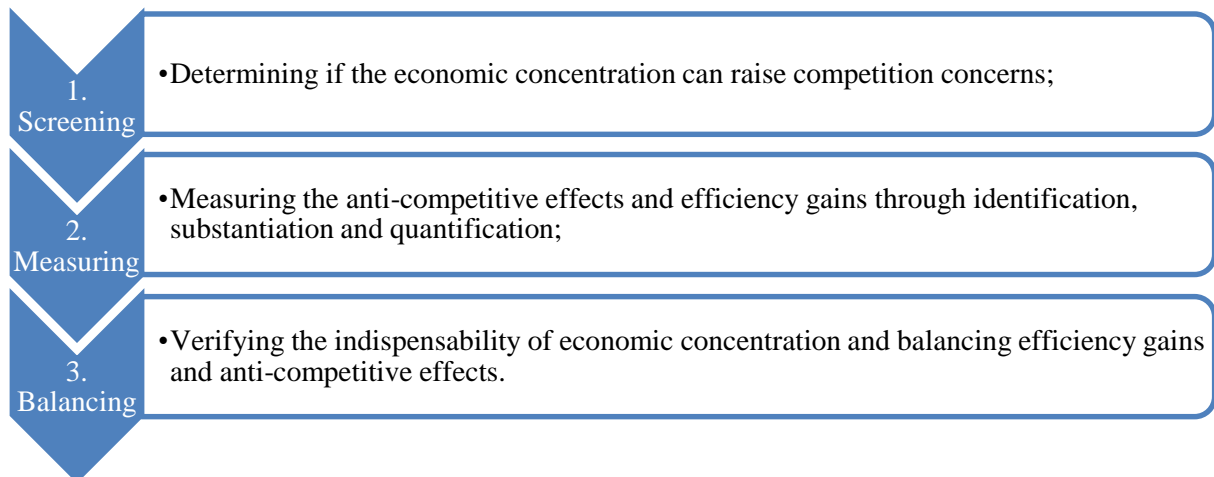 1.
Screening
•Determining if the economic concentration can raise competition concerns;
2.
Measuring
•Measuring the anti-competitive effects and efficiency gains through identification,
substantiation and quantification;
3.
Balancing
•Verifying the indispensability of economic concentration and balancing efficiency gains
and anti-competitive effects.